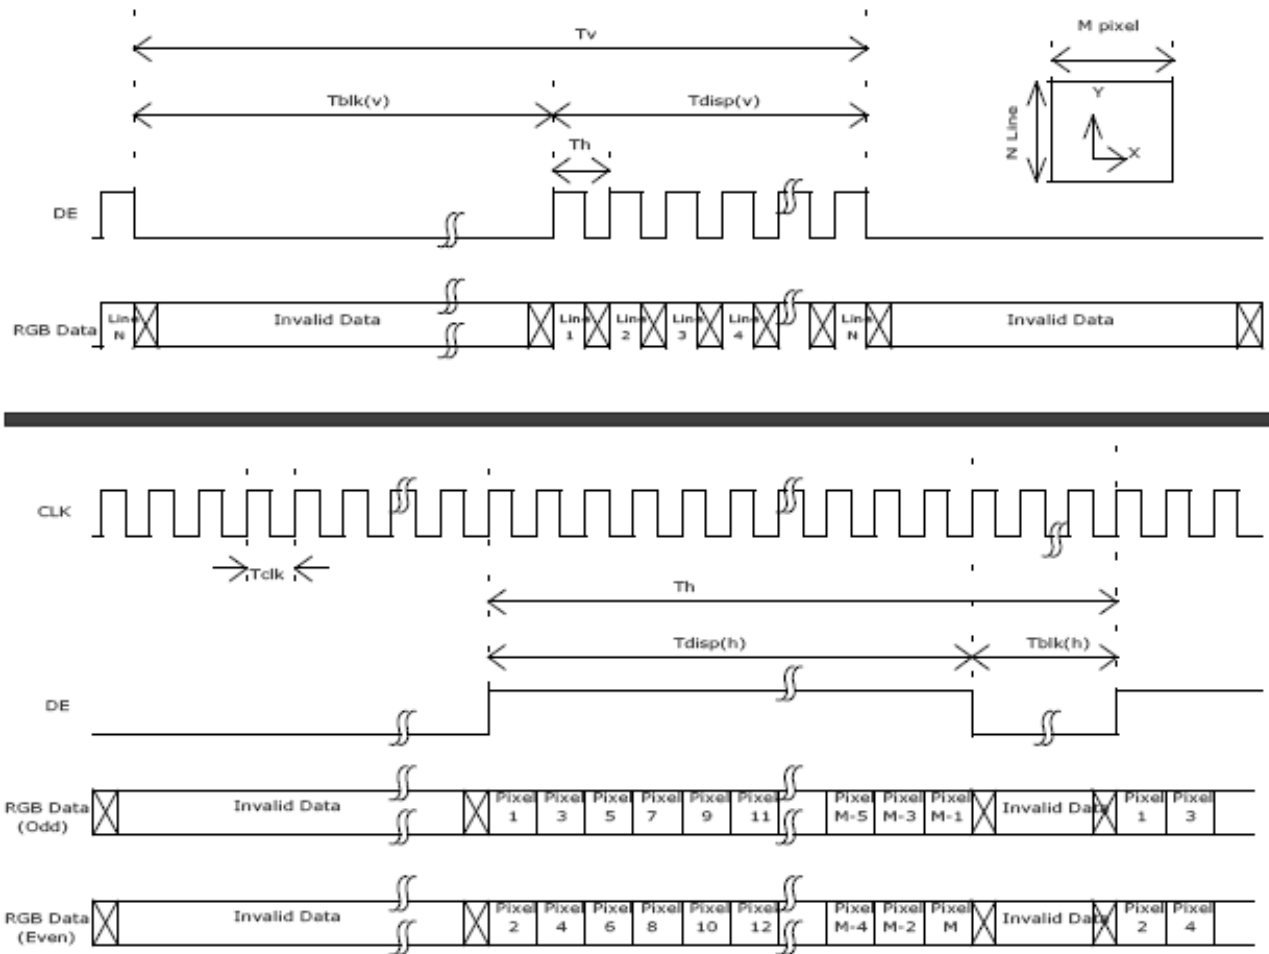 Tv
M pixel
Tblk(v)
Tdisp(v)
N Line
Y
X
Th
DE
RGB Data
Line N
Invalid Data
Line 1
Line 2
Line 3
Line 4
Line N
Invalid Data
CLK
Tclk
Th
Tdisp(h)
Tblk(h)
DE
RGB Data (Odd)
Invalid Data
Pixel 1
Pixel 3
Pixel 5
Pixel 7
Pixel 9
Pixel 11
Pixel M-5
Pixel M-3
Pixel M-1
Invalid Data
Pixel 1
Pixel 3
RGB Data (Even)
Invalid Data
Pixel 2
Pixel 4
Pixel 6
Pixel 8
Pixel 10
Pixel 12
Pixel M-4
Pixel M-2
Pixel M
Invalid Data
Pixel 2
Pixel 4